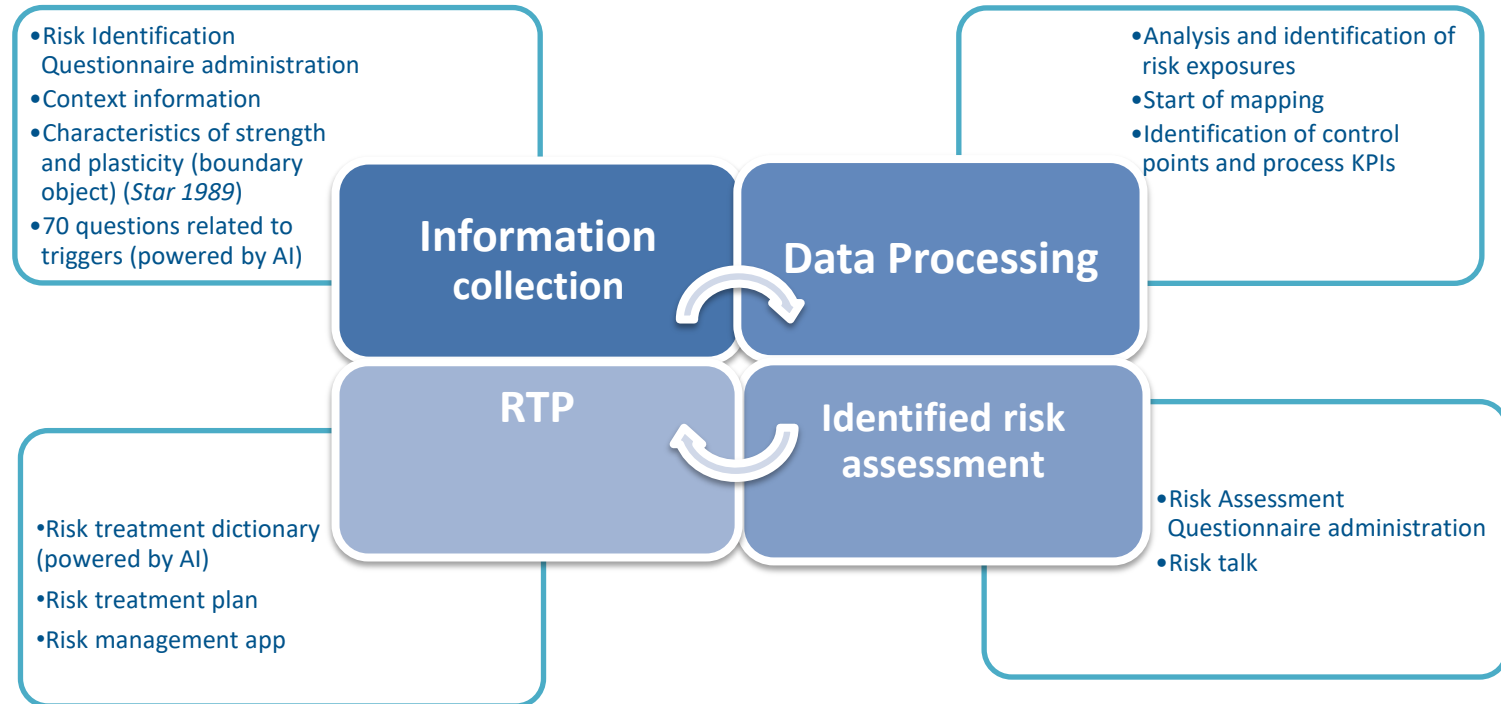 •Risk Identification
Questionnaire administration
•Context information
•Characteristics of strength
and plasticity (boundary
object) (Star 1989)
•70 questions related to
triggers (powered by AI)
•Analysis and identification of
risk exposures
•Start of mapping
•Identification of control
points and process KPIs
Information
collection
Data Processing
RTP
Identified risk
assessment
•Risk treatment dictionary
(powered by AI)
•Risk treatment plan
•Risk management app
•Risk Assessment
Questionnaire administration
•Risk talk